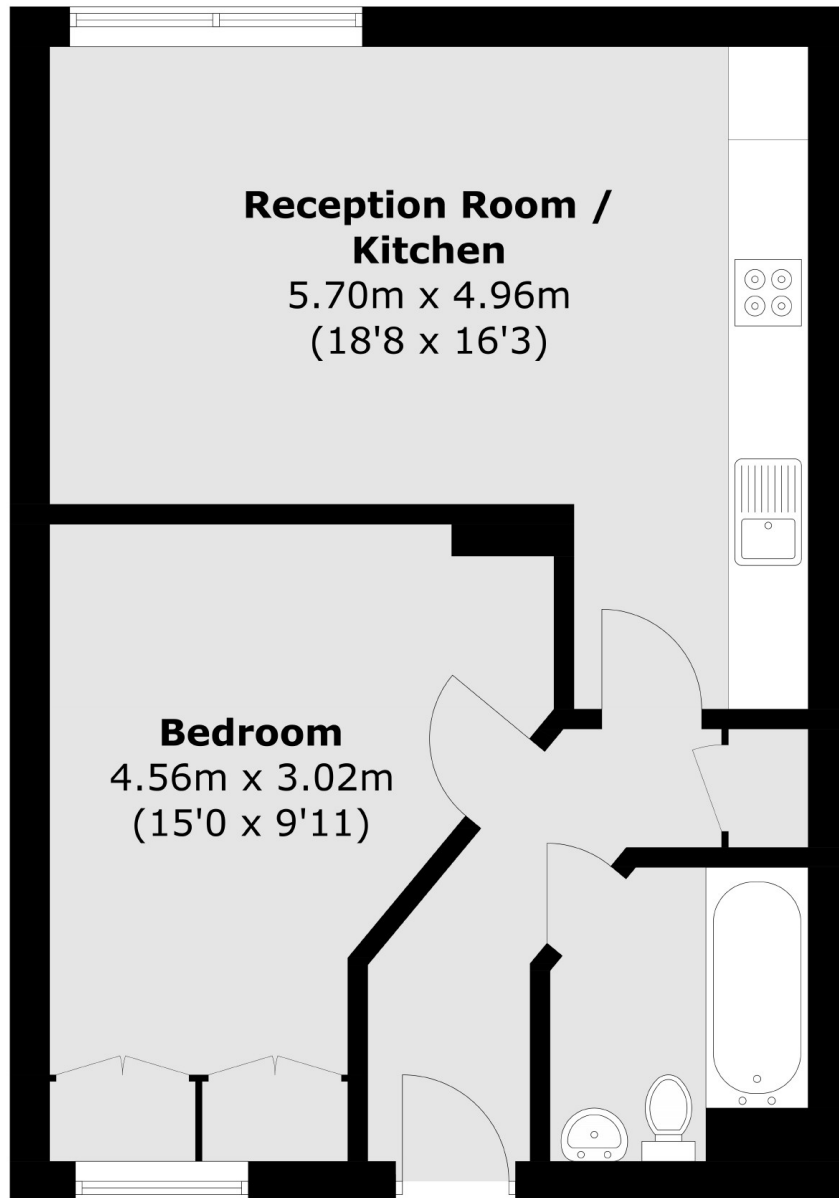 Reception Room /
Kitchen
5.70m x 4.96m
(18'8 x 16'3)
Bedroom
4.56m x 3.02m
(15'0 x 9'11)